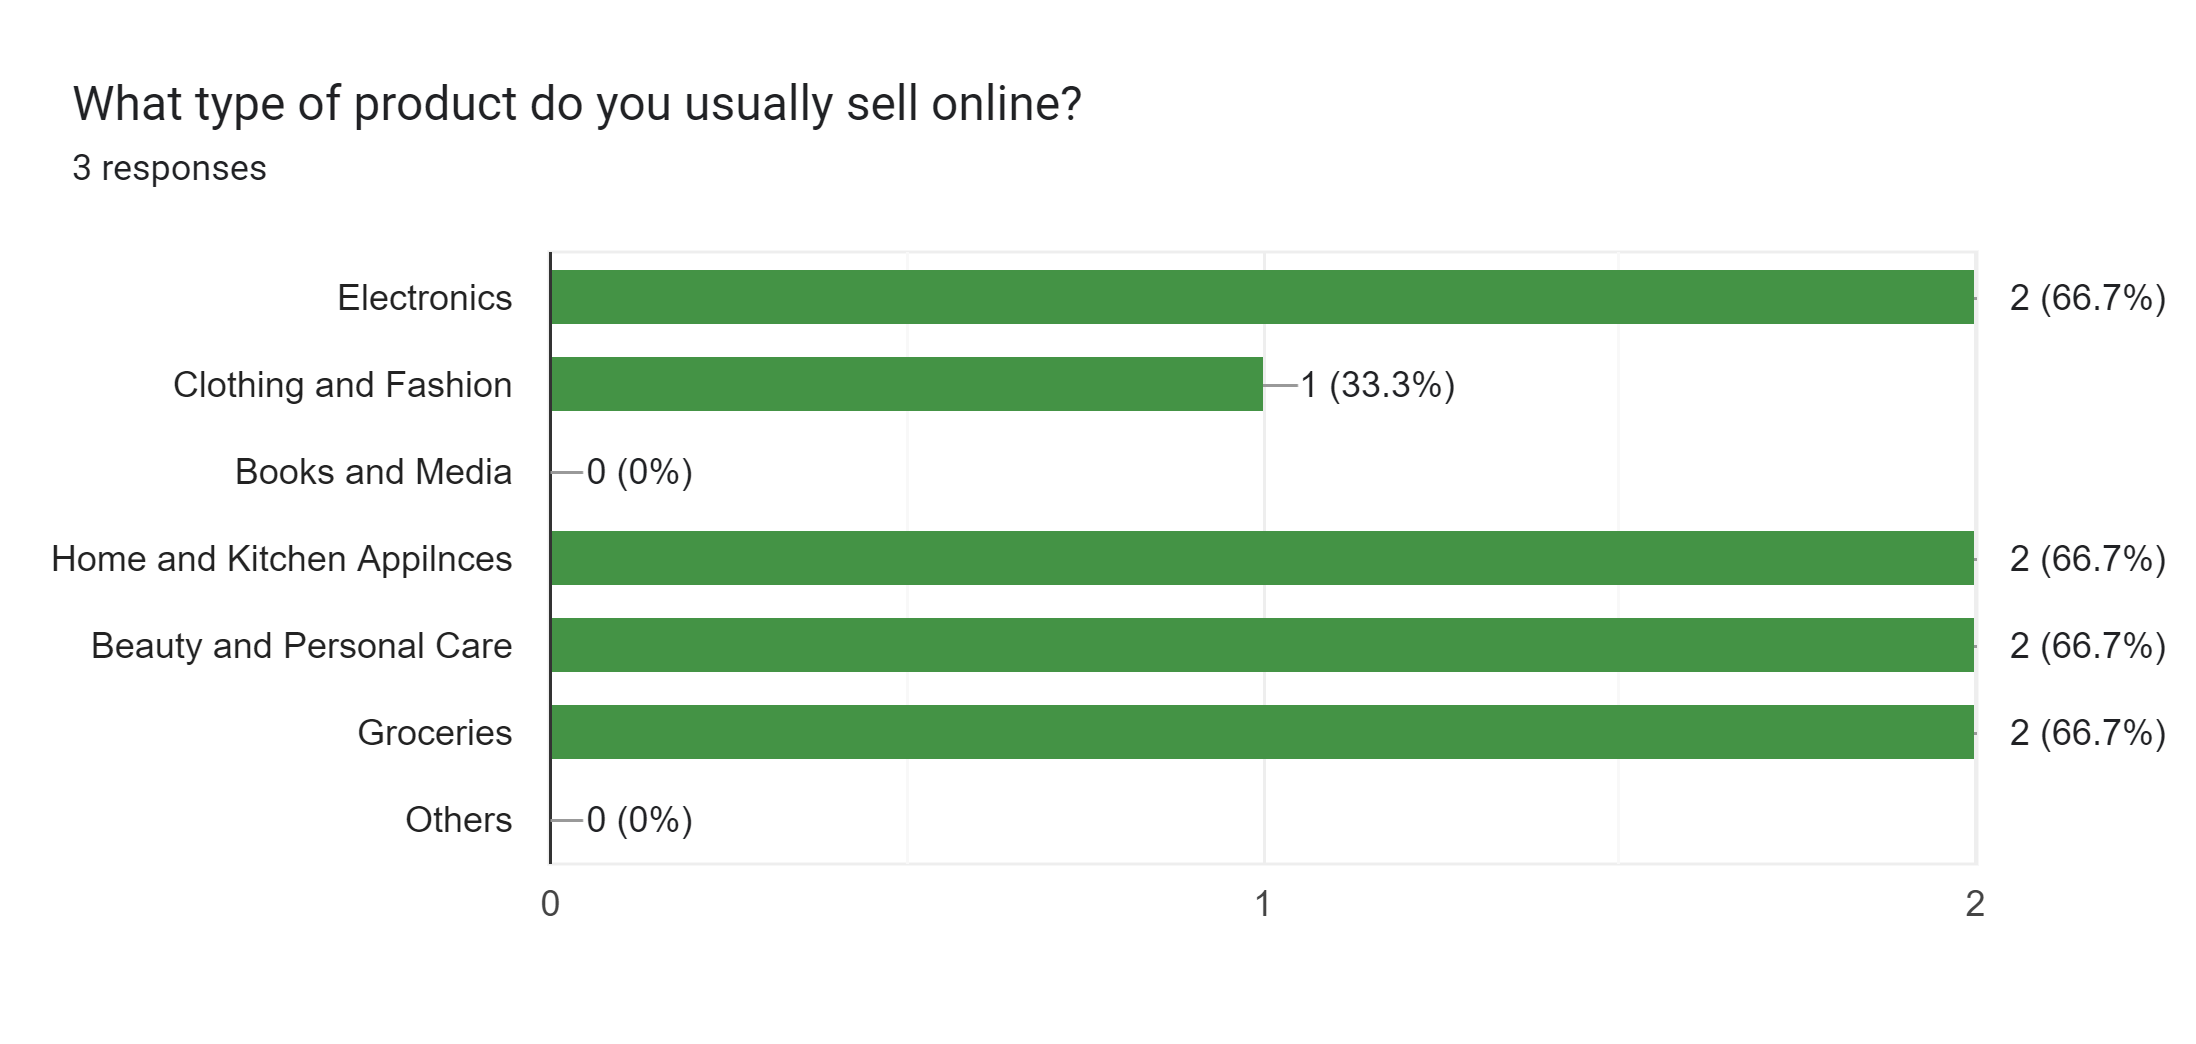 What type of product do you usually sell online?
3 responses
Electronics 2 (66.7%)
Clothing and Fashion 1 (33.3%)
Books and Media 0 (0%)
Home and Kitchen Appilnces 2 (66.7%)
Beauty and Personal Care 2 (66.7%)
Groceries 2 (66.7%)
Others 0 (0%)
0 1 2